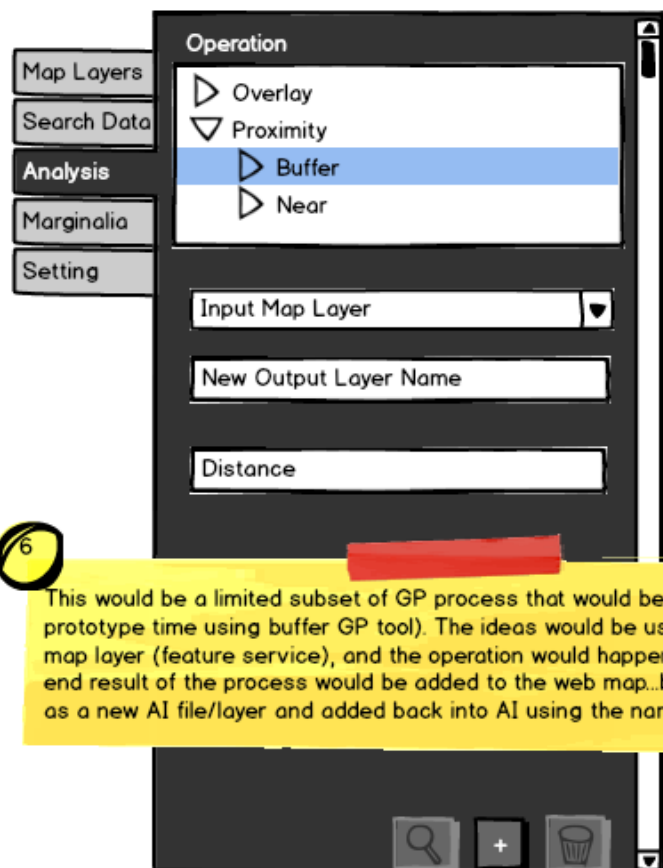 Operation
Map Layers
Search Data
Analysis
Marginalia
Setting
Overlay
Proximity
Buffer
Near
Input Map Layer
New Output Layer Name
Distance
6
This would be a limited subset of GP process that would be
prototype time using buffer GP tool). The ideas would be
map layer (feature service), and the operation would
end result of the process would be added to the web map...
as a new AI file/layer and added back into AI using the
+